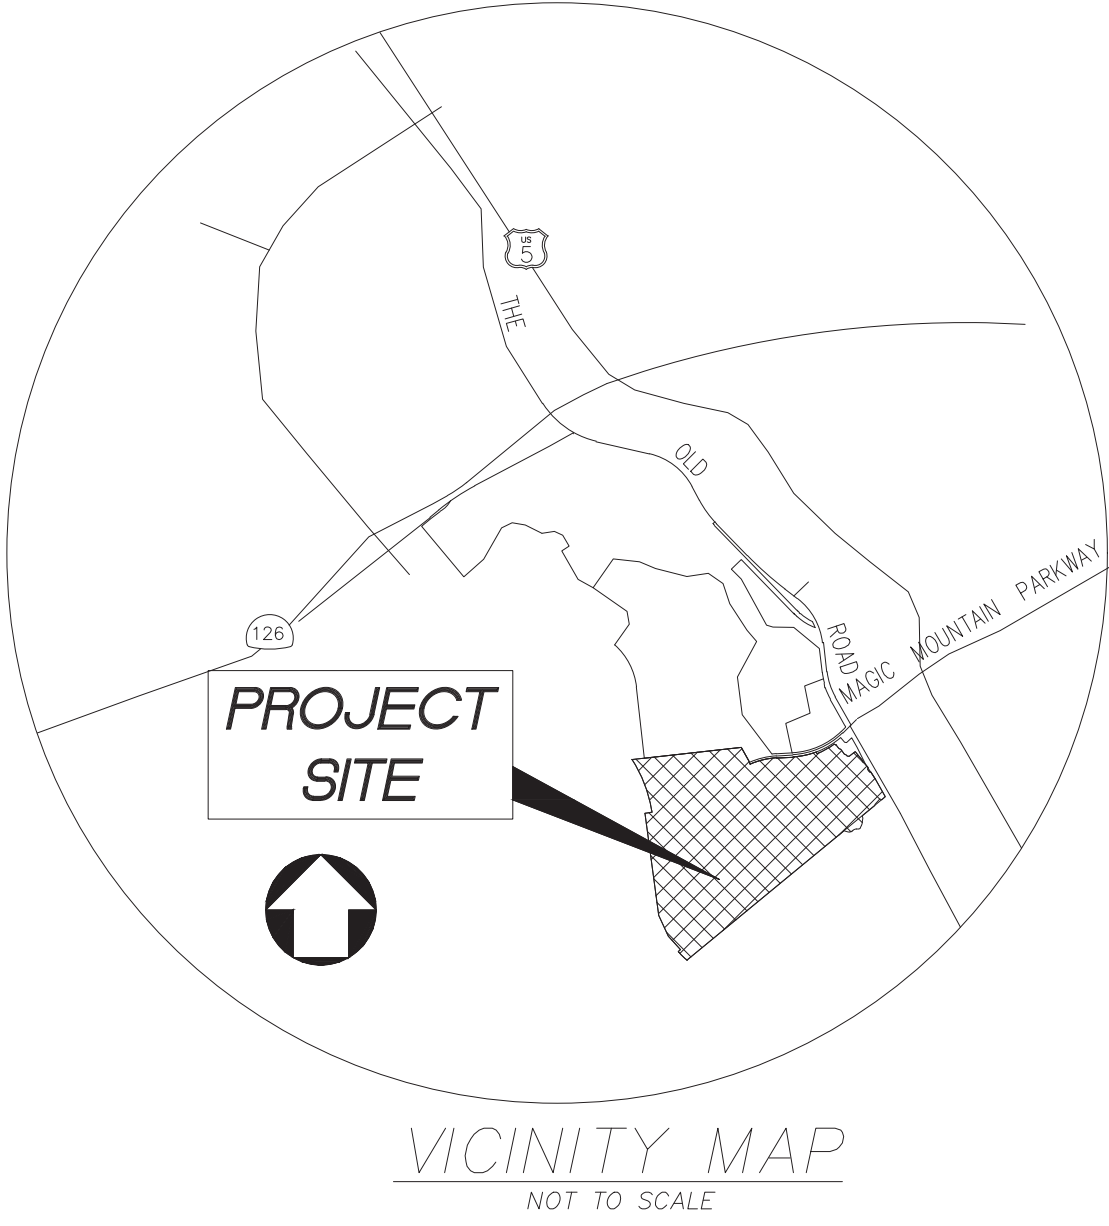 US
5
THE
OLD
ROAD
MAGIC MOUNTAIN PARKWAY
126
PROJECT
SITE
VICINITY MAP
NOT TO SCALE